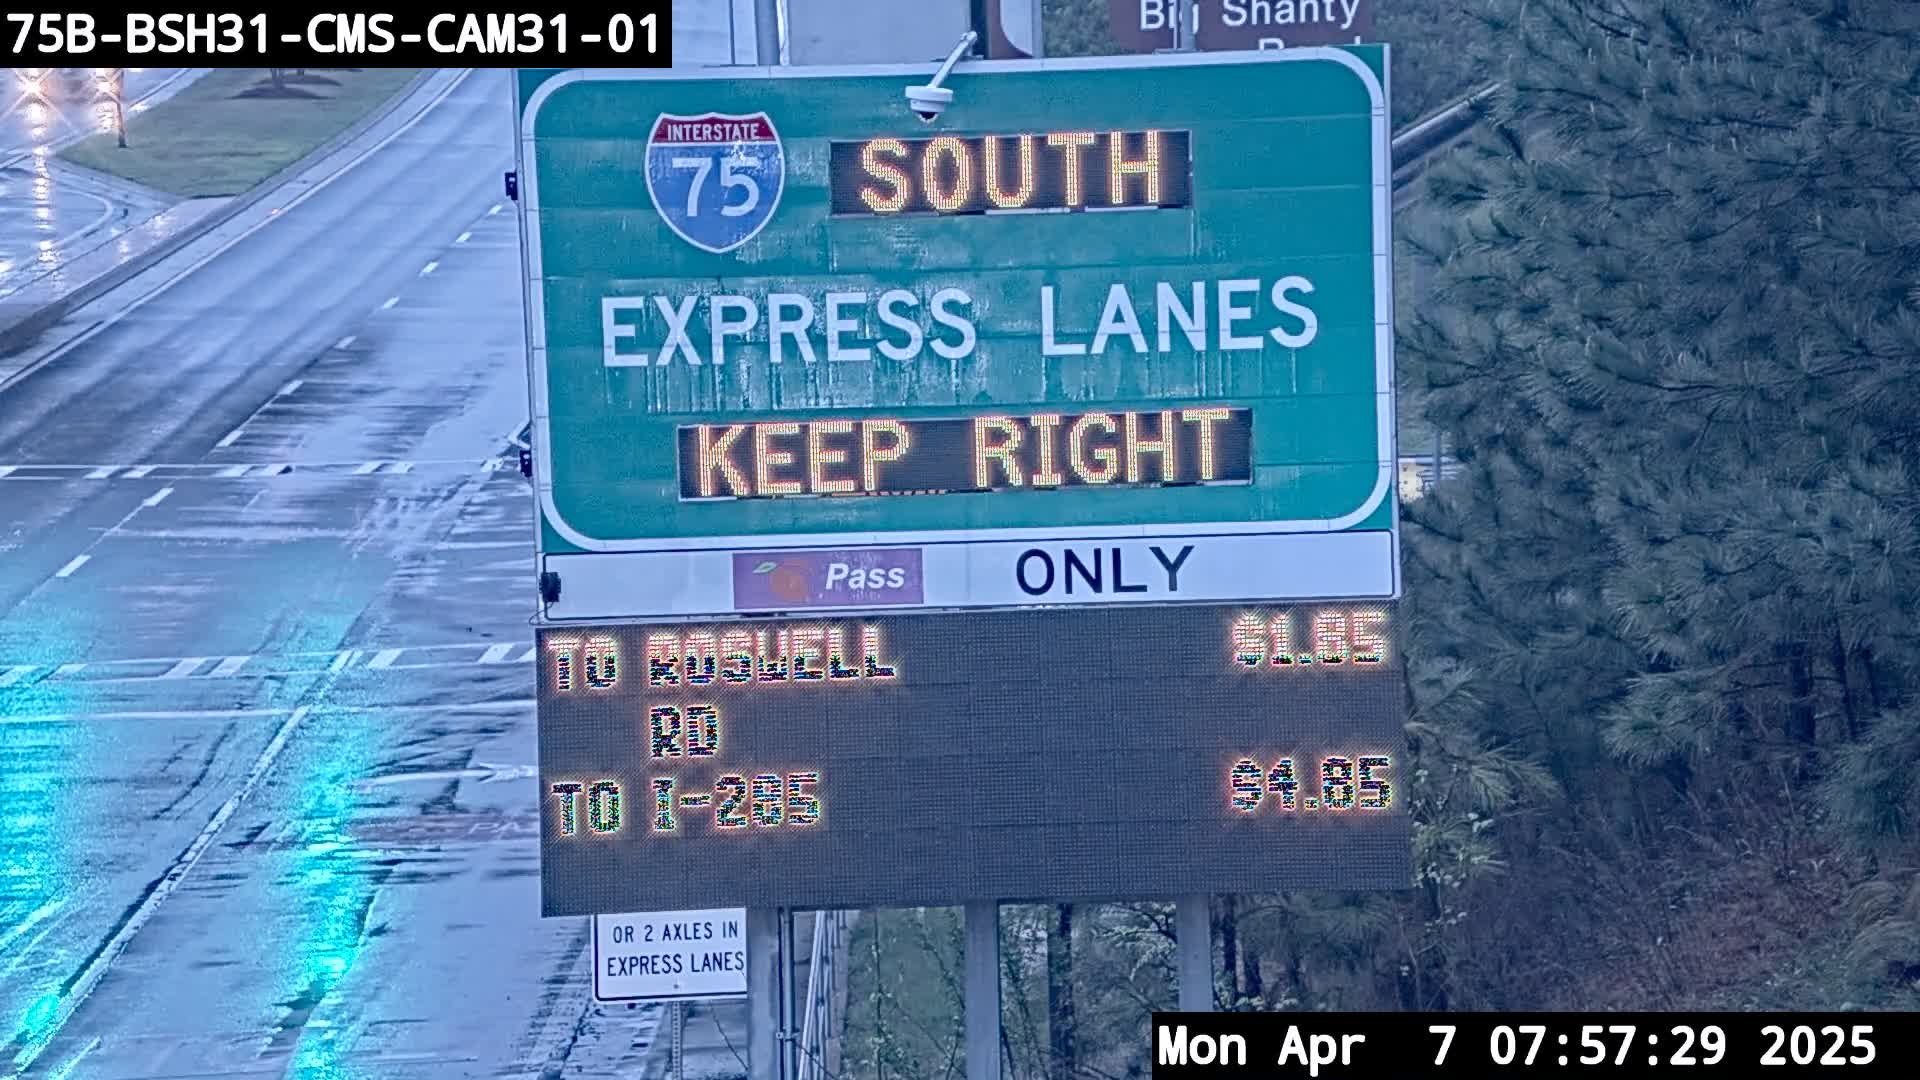 75B-BSH31-CMS-CAM31-01
Big Shanty
Road
INTERSTATE
75
SOUTH
EXPRESS LANES
KEEP RIGHT
Pass ONLY
TO ROSWELL $1.85
RD
TO I-285 $4.85
OR 2 AXLES IN
EXPRESS LANES
Mon Apr 7 07:57:29 2025